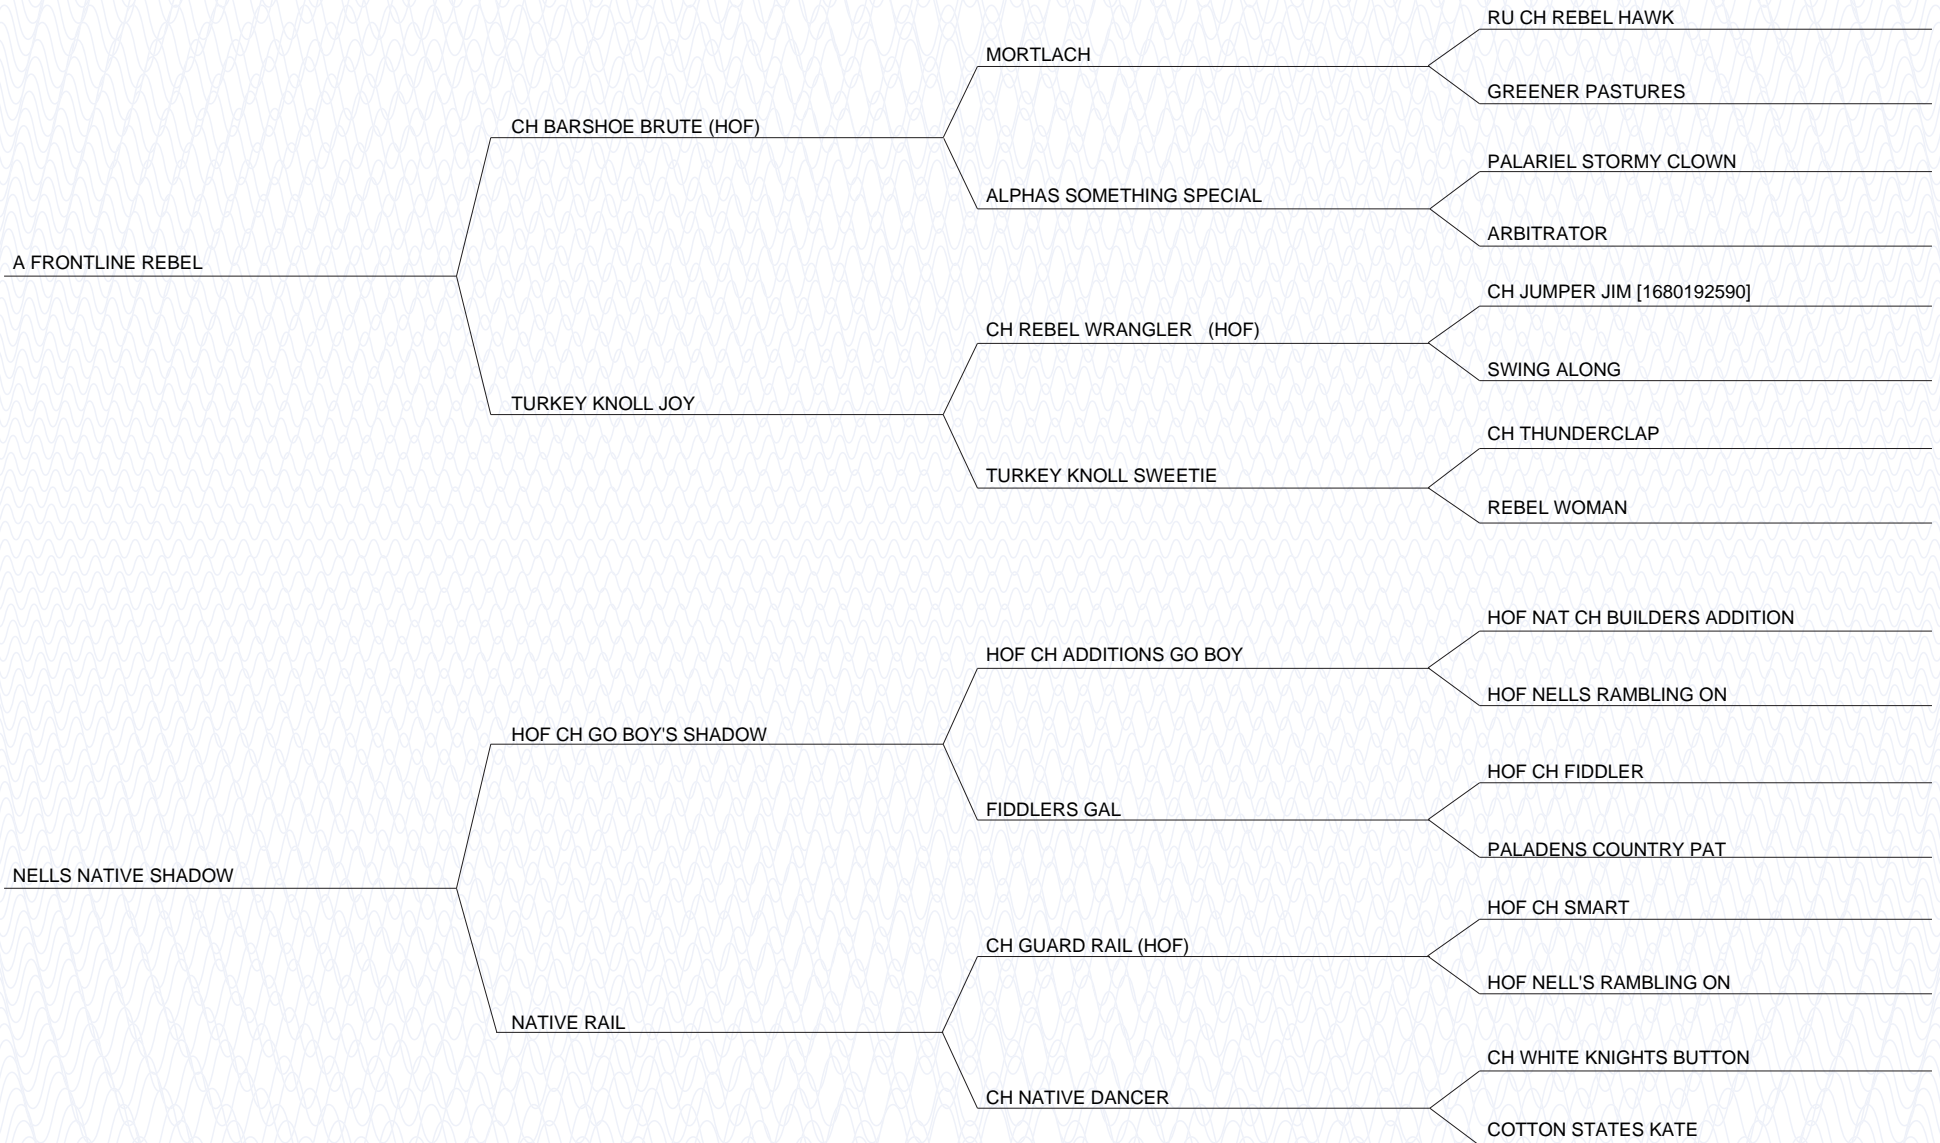 RU CH REBEL HAWK
MORTLACH
GREENER PASTURES
CH BARSHOE BRUTE (HOF)
PALARIEL STORMY CLOWN
ALPHAS SOMETHING SPECIAL
ARBITRATOR
A FRONTLINE REBEL
CH JUMPER JIM [1680192590]
CH REBEL WRANGLER (HOF)
SWING ALONG
TURKEY KNOLL JOY
CH THUNDERCLAP
TURKEY KNOLL SWEETIE
REBEL WOMAN
HOF NAT CH BUILDERS ADDITION
HOF CH ADDITIONS GO BOY
HOF NELLS RAMBLING ON
HOF CH GO BOY'S SHADOW
HOF CH FIDDLER
FIDDLERS GAL
PALADENS COUNTRY PAT
NELLS NATIVE SHADOW
HOF CH SMART
CH GUARD RAIL (HOF)
HOF NELL'S RAMBLING ON
NATIVE RAIL
CH WHITE KNIGHTS BUTTON
CH NATIVE DANCER
COTTON STATES KATE